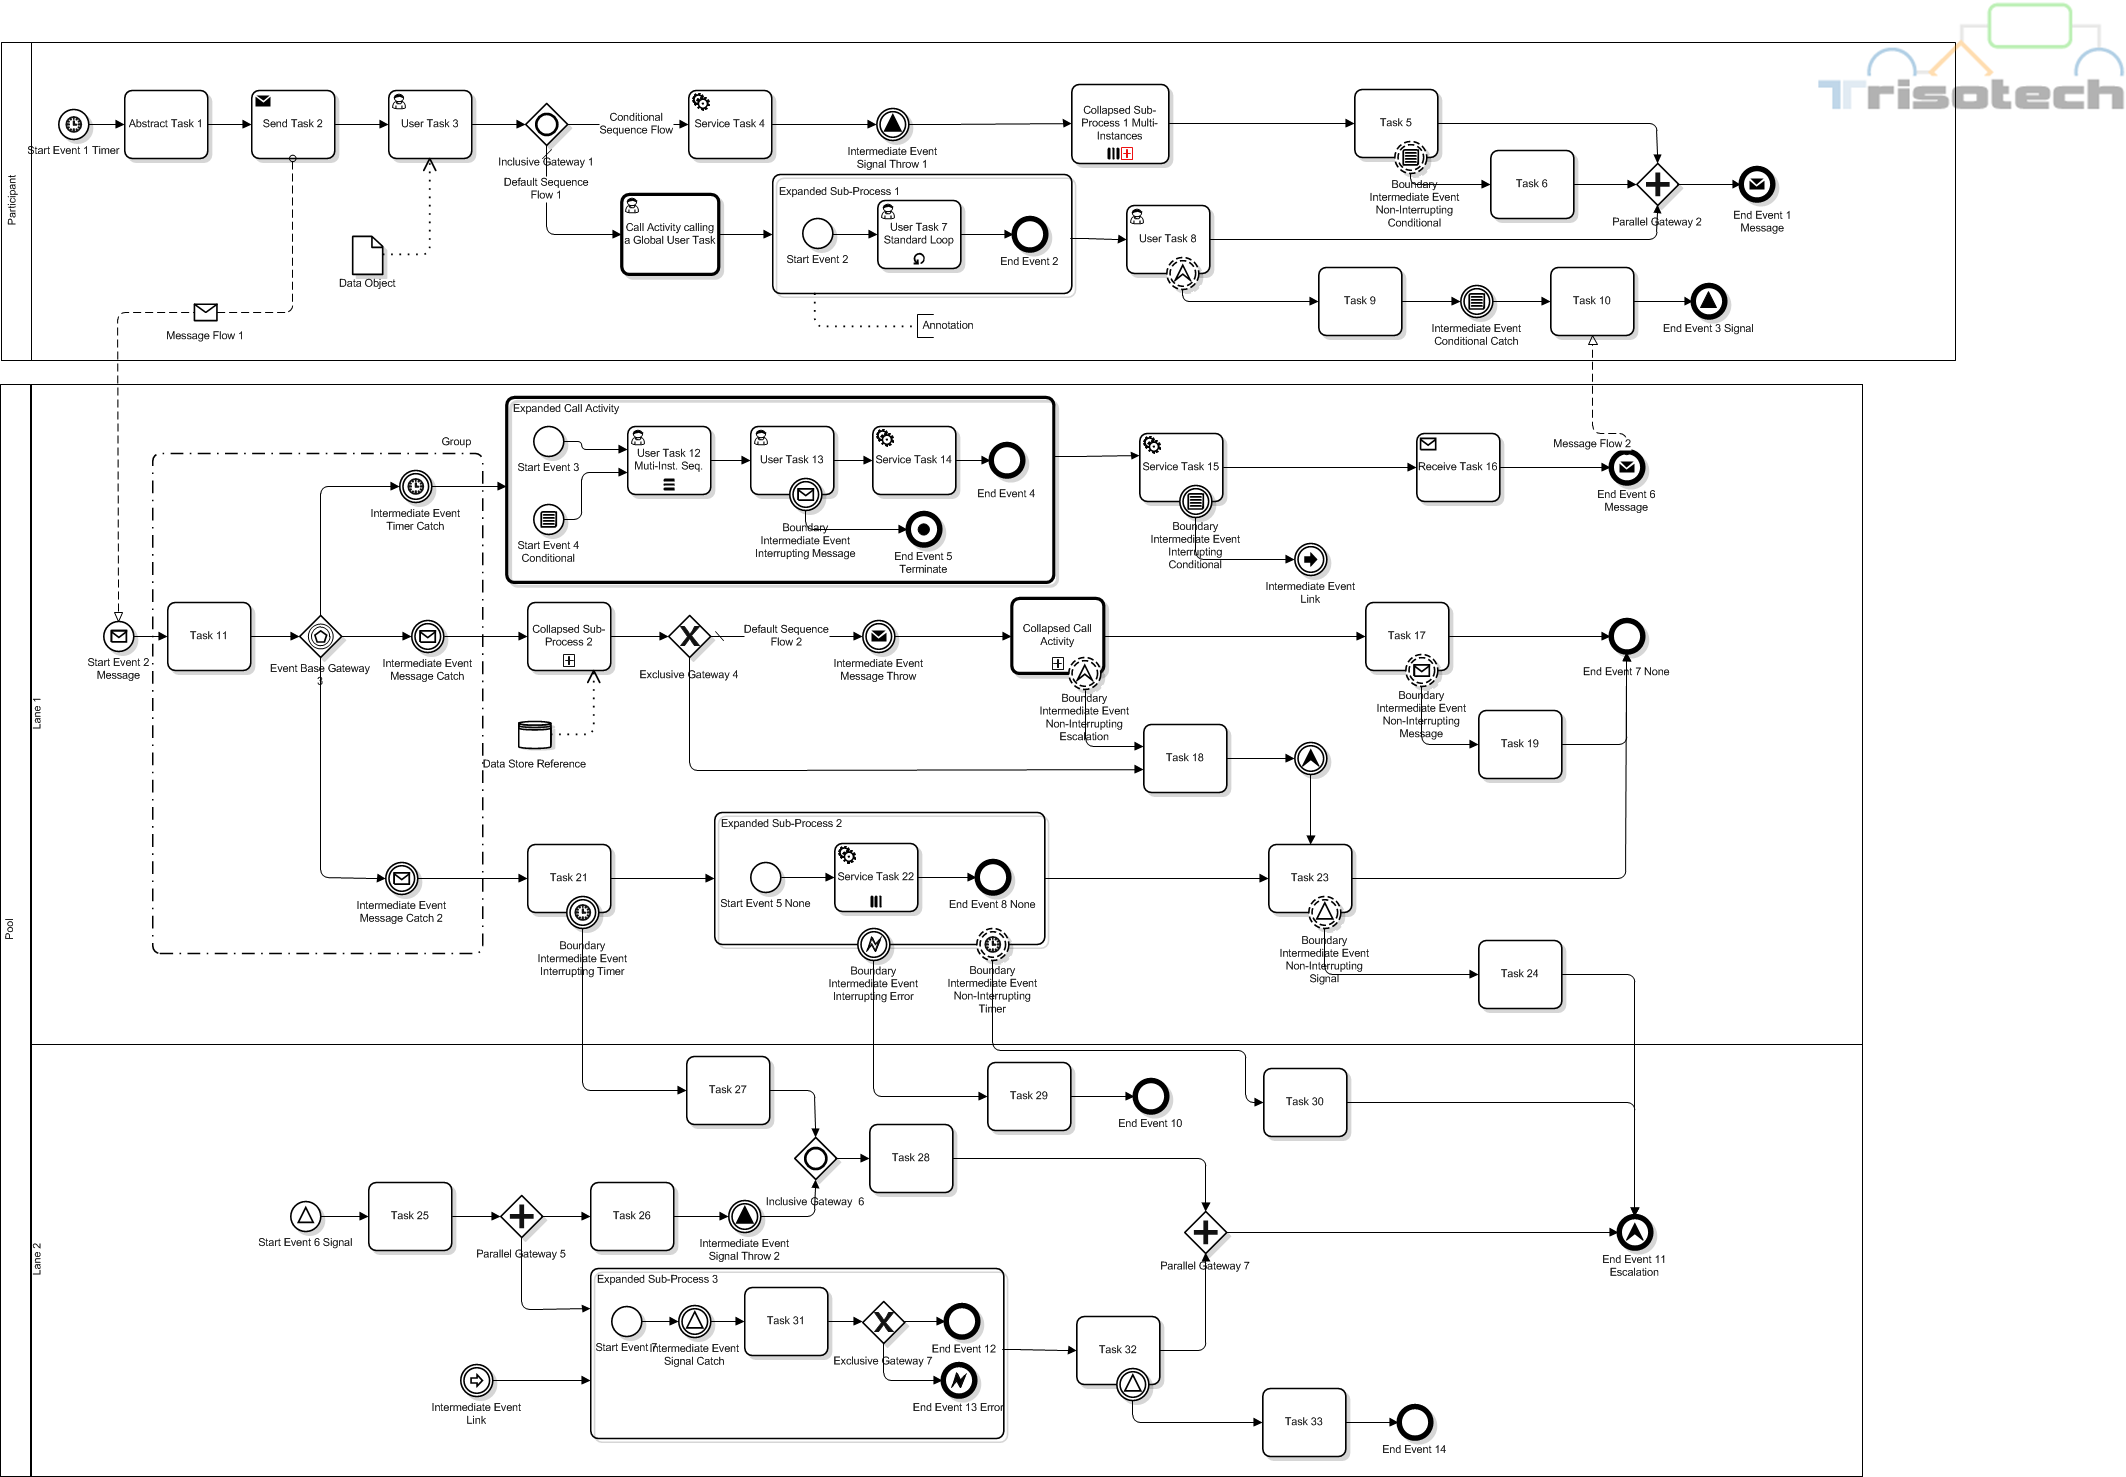 Trisotech
Participant
Start Event 1 Timer
Abstract Task 1
Send Task 2
User Task 3
Inclusive Gateway 1
Conditional
Sequence Flow
Service Task 4
Intermediate Event
Signal Throw 1
Collapsed Sub-
Process 1 Multi-
Instances
Task 5
Boundary
Intermediate Event
Non-Interrupting
Conditional
Task 6
Parallel Gateway 2
End Event 1
Message
Default Sequence
Flow 1
Call Activity calling
a Global User Task
Expanded Sub-Process 1
Start Event 2
User Task 7
Standard Loop
End Event 2
User Task 8
Task 9
Intermediate Event
Conditional Catch
Task 10
End Event 3 Signal
Data Object
Message Flow 1
Annotation
Pool
Lane 1
Group
Intermediate Event
Timer Catch
Expanded Call Activity
Start Event 3
User Task 12
Muti-Inst. Seq.
User Task 13
Service Task 14
End Event 4
Start Event 4
Conditional
Boundary
Intermediate Event
Interrupting Message
End Event 5
Terminate
Service Task 15
Boundary
Intermediate Event
Interrupting
Conditional
Intermediate Event
Link
Receive Task 16
Message Flow 2
End Event 6
Message
Start Event 2
Message
Task 11
Event Base Gateway
3
Intermediate Event
Message Catch
Collapsed Sub-
Process 2
Exclusive Gateway 4
Default Sequence
Flow 2
Intermediate Event
Message Throw
Collapsed Call
Activity
Boundary
Intermediate Event
Non-Interrupting
Escalation
Task 17
Boundary
Intermediate Event
Non-Interrupting
Message
End Event 7 None
Data Store Reference
Task 18
Task 19
Intermediate Event
Message Catch 2
Task 21
Boundary
Intermediate Event
Interrupting Timer
Expanded Sub-Process 2
Start Event 5 None
Service Task 22
End Event 8 None
Boundary
Intermediate Event
Interrupting Error
Boundary
Intermediate Event
Non-Interrupting
Timer
Task 23
Boundary
Intermediate Event
Non-Interrupting
Signal
Task 24
Lane 2
Task 27
Task 29
End Event 10
Task 30
Inclusive Gateway 6
Task 28
Start Event 6 Signal
Task 25
Parallel Gateway 5
Task 26
Intermediate Event
Signal Throw 2
Parallel Gateway 7
End Event 11
Escalation
Expanded Sub-Process 3
Start Event 7
Intermediate Event
Signal Catch
Task 31
Exclusive Gateway 7
End Event 12
End Event 13 Error
Intermediate Event
Link
Task 32
Task 33
End Event 14